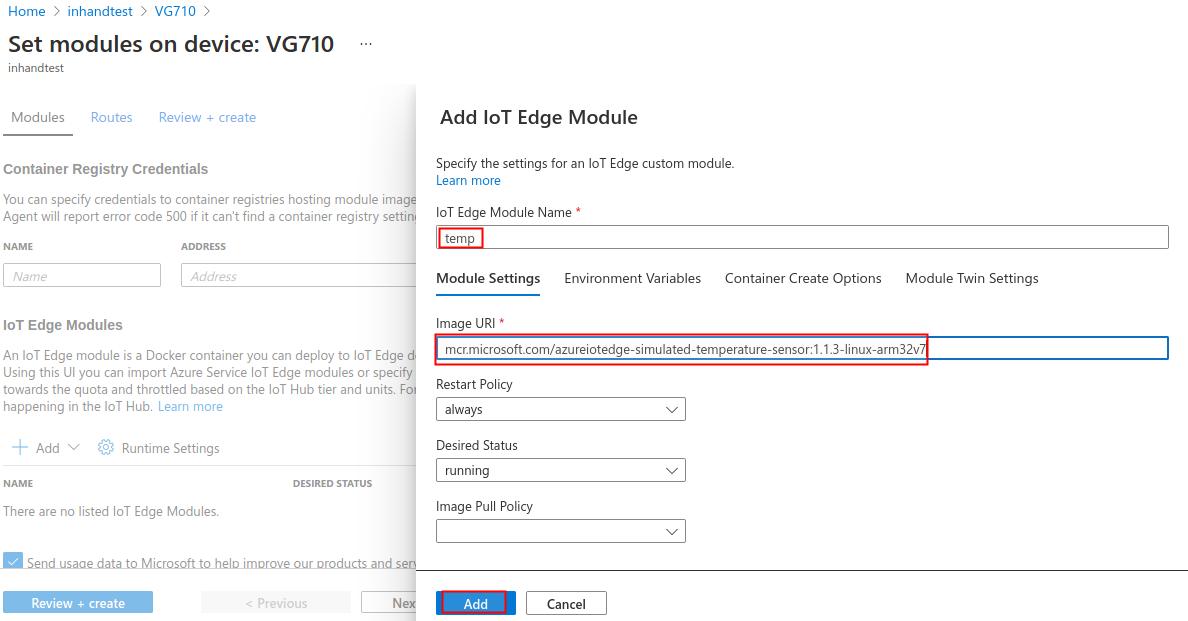 Home > inhandtest > VG710 >
Set modules on device: VG710 ...
inhandtest
Modules Routes Review + create
Container Registry Credentials
You can specify credentials to container registries hosting module image
Agent will report error code 500 if it can't find a container registry settin
NAME ADDRESS
Name Address
IoT Edge Modules
An IoT Edge module is a Docker container you can deploy to IoT Edge de
Using this UI you can import Azure Service IoT Edge modules or specify
towards the quota and throttled based on the IoT Hub tier and units. For
happening in the IoT Hub. Learn more
Add Runtime Settings
NAME DESIRED STATUS
There are no listed IoT Edge Modules.
Send usage data to Microsoft to help improve our products and serv
Review + create < Previous Nex
Add IoT Edge Module
Specify the settings for an IoT Edge custom module.
Learn more
IoT Edge Module Name *
temp
Module Settings Environment Variables Container Create Options Module Twin Settings
Image URI *
mcr.microsoft.com/azureiotedge-simulated-temperature-sensor:1.1.3-linux-arm32v7
Restart Policy
always
Desired Status
running
Image Pull Policy
Add Cancel